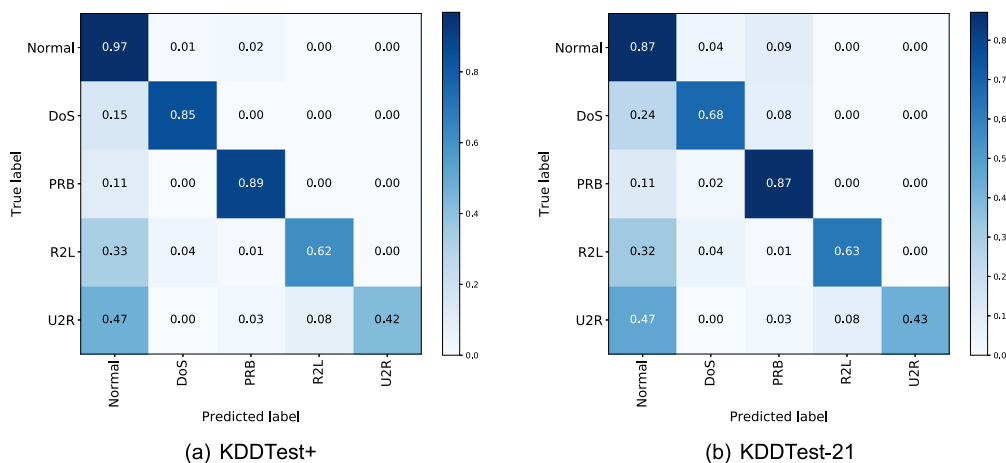 Normal 0.97 0.01 0.02 0.00 0.00
DoS 0.15 0.85 0.00 0.00 0.00
PRB 0.11 0.00 0.89 0.00 0.00
R2L 0.33 0.04 0.01 0.62 0.00
U2R 0.47 0.00 0.03 0.08 0.42
Normal DoS PRB R2L U2R
True label
Predicted label
0.8
0.6
0.4
0.2
0.0
(a) KDDTest+
Normal 0.87 0.04 0.09 0.00 0.00
DoS 0.24 0.68 0.08 0.00 0.00
PRB 0.11 0.02 0.87 0.00 0.00
R2L 0.32 0.04 0.01 0.63 0.00
U2R 0.47 0.00 0.03 0.08 0.43
Normal DoS PRB R2L U2R
True label
Predicted label
0.8
0.7
0.6
0.5
0.4
0.3
0.2
0.1
0.0
(b) KDDTest-21